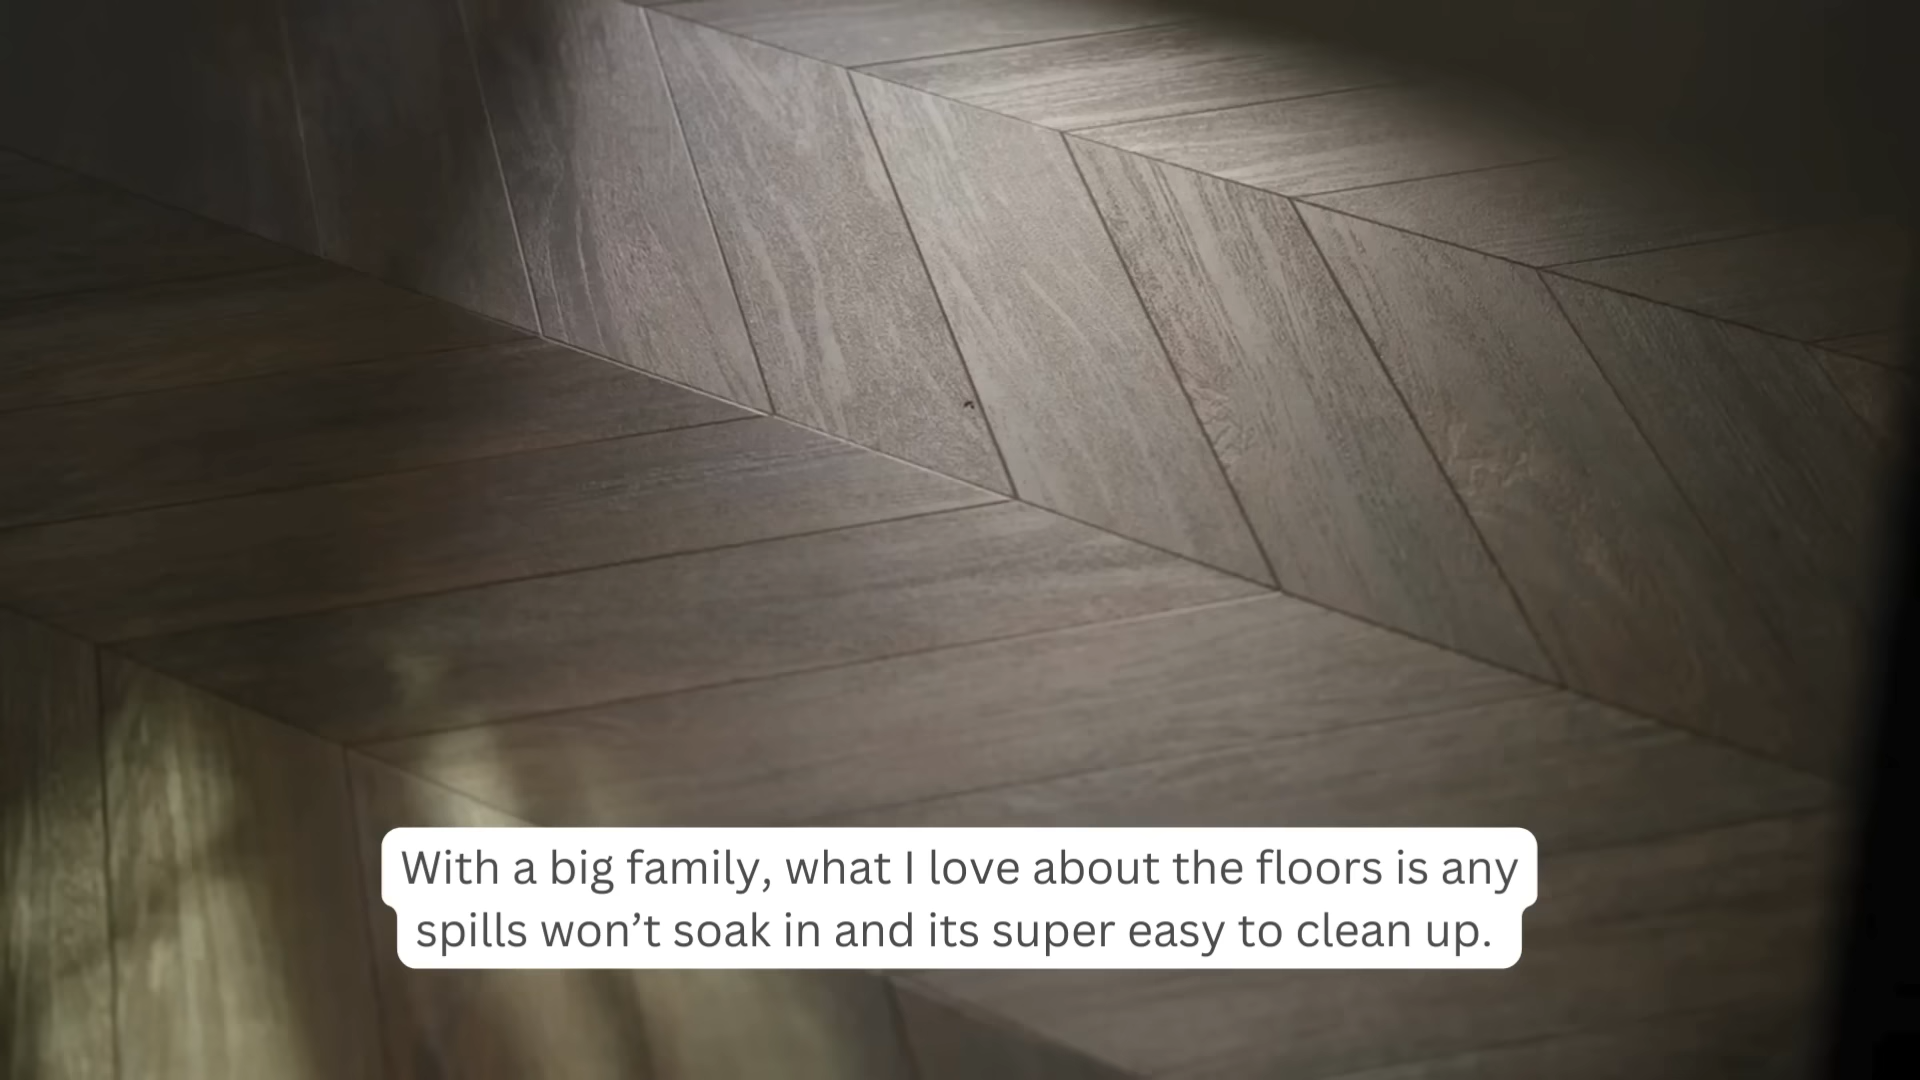 With a big family, what I love about the floors is any
spills won’t soak in and its super easy to clean up.